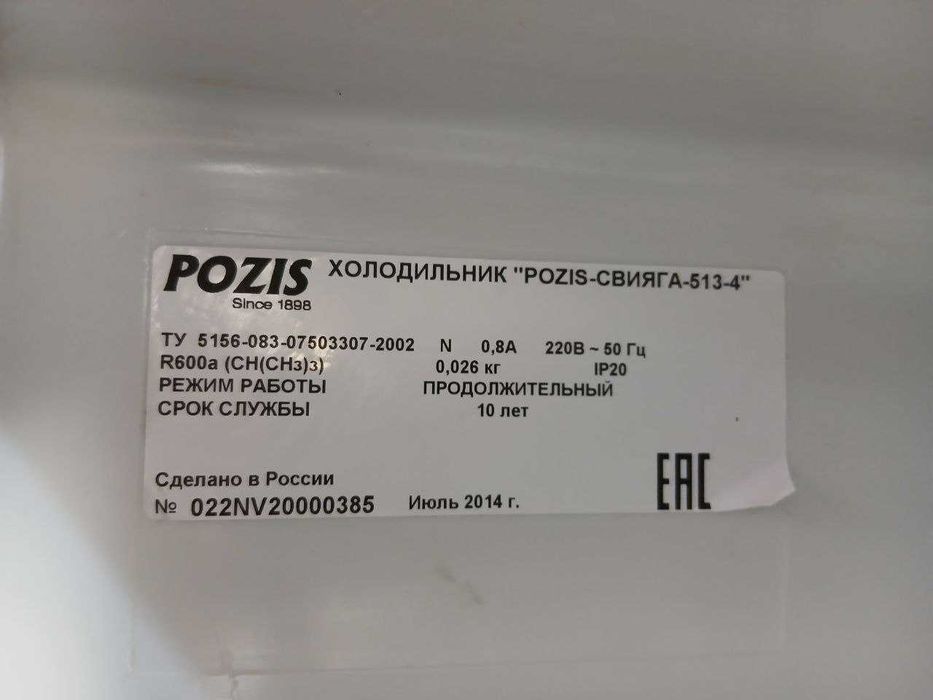 POZIS
Since 1898
ХОЛОДИЛЬНИК "POZIS-СВИЯГА-513-4"
ТУ 5156-083-07503307-2002 N 0,8А 220В ~ 50 Гц
R600a (CH(CH3)3) 0,026 кг IP20
РЕЖИМ РАБОТЫ ПРОДОЛЖИТЕЛЬНЫЙ
СРОК СЛУЖБЫ 10 лет
Сделано в России
№ 022NV20000385 Июль 2014 г.
EAC